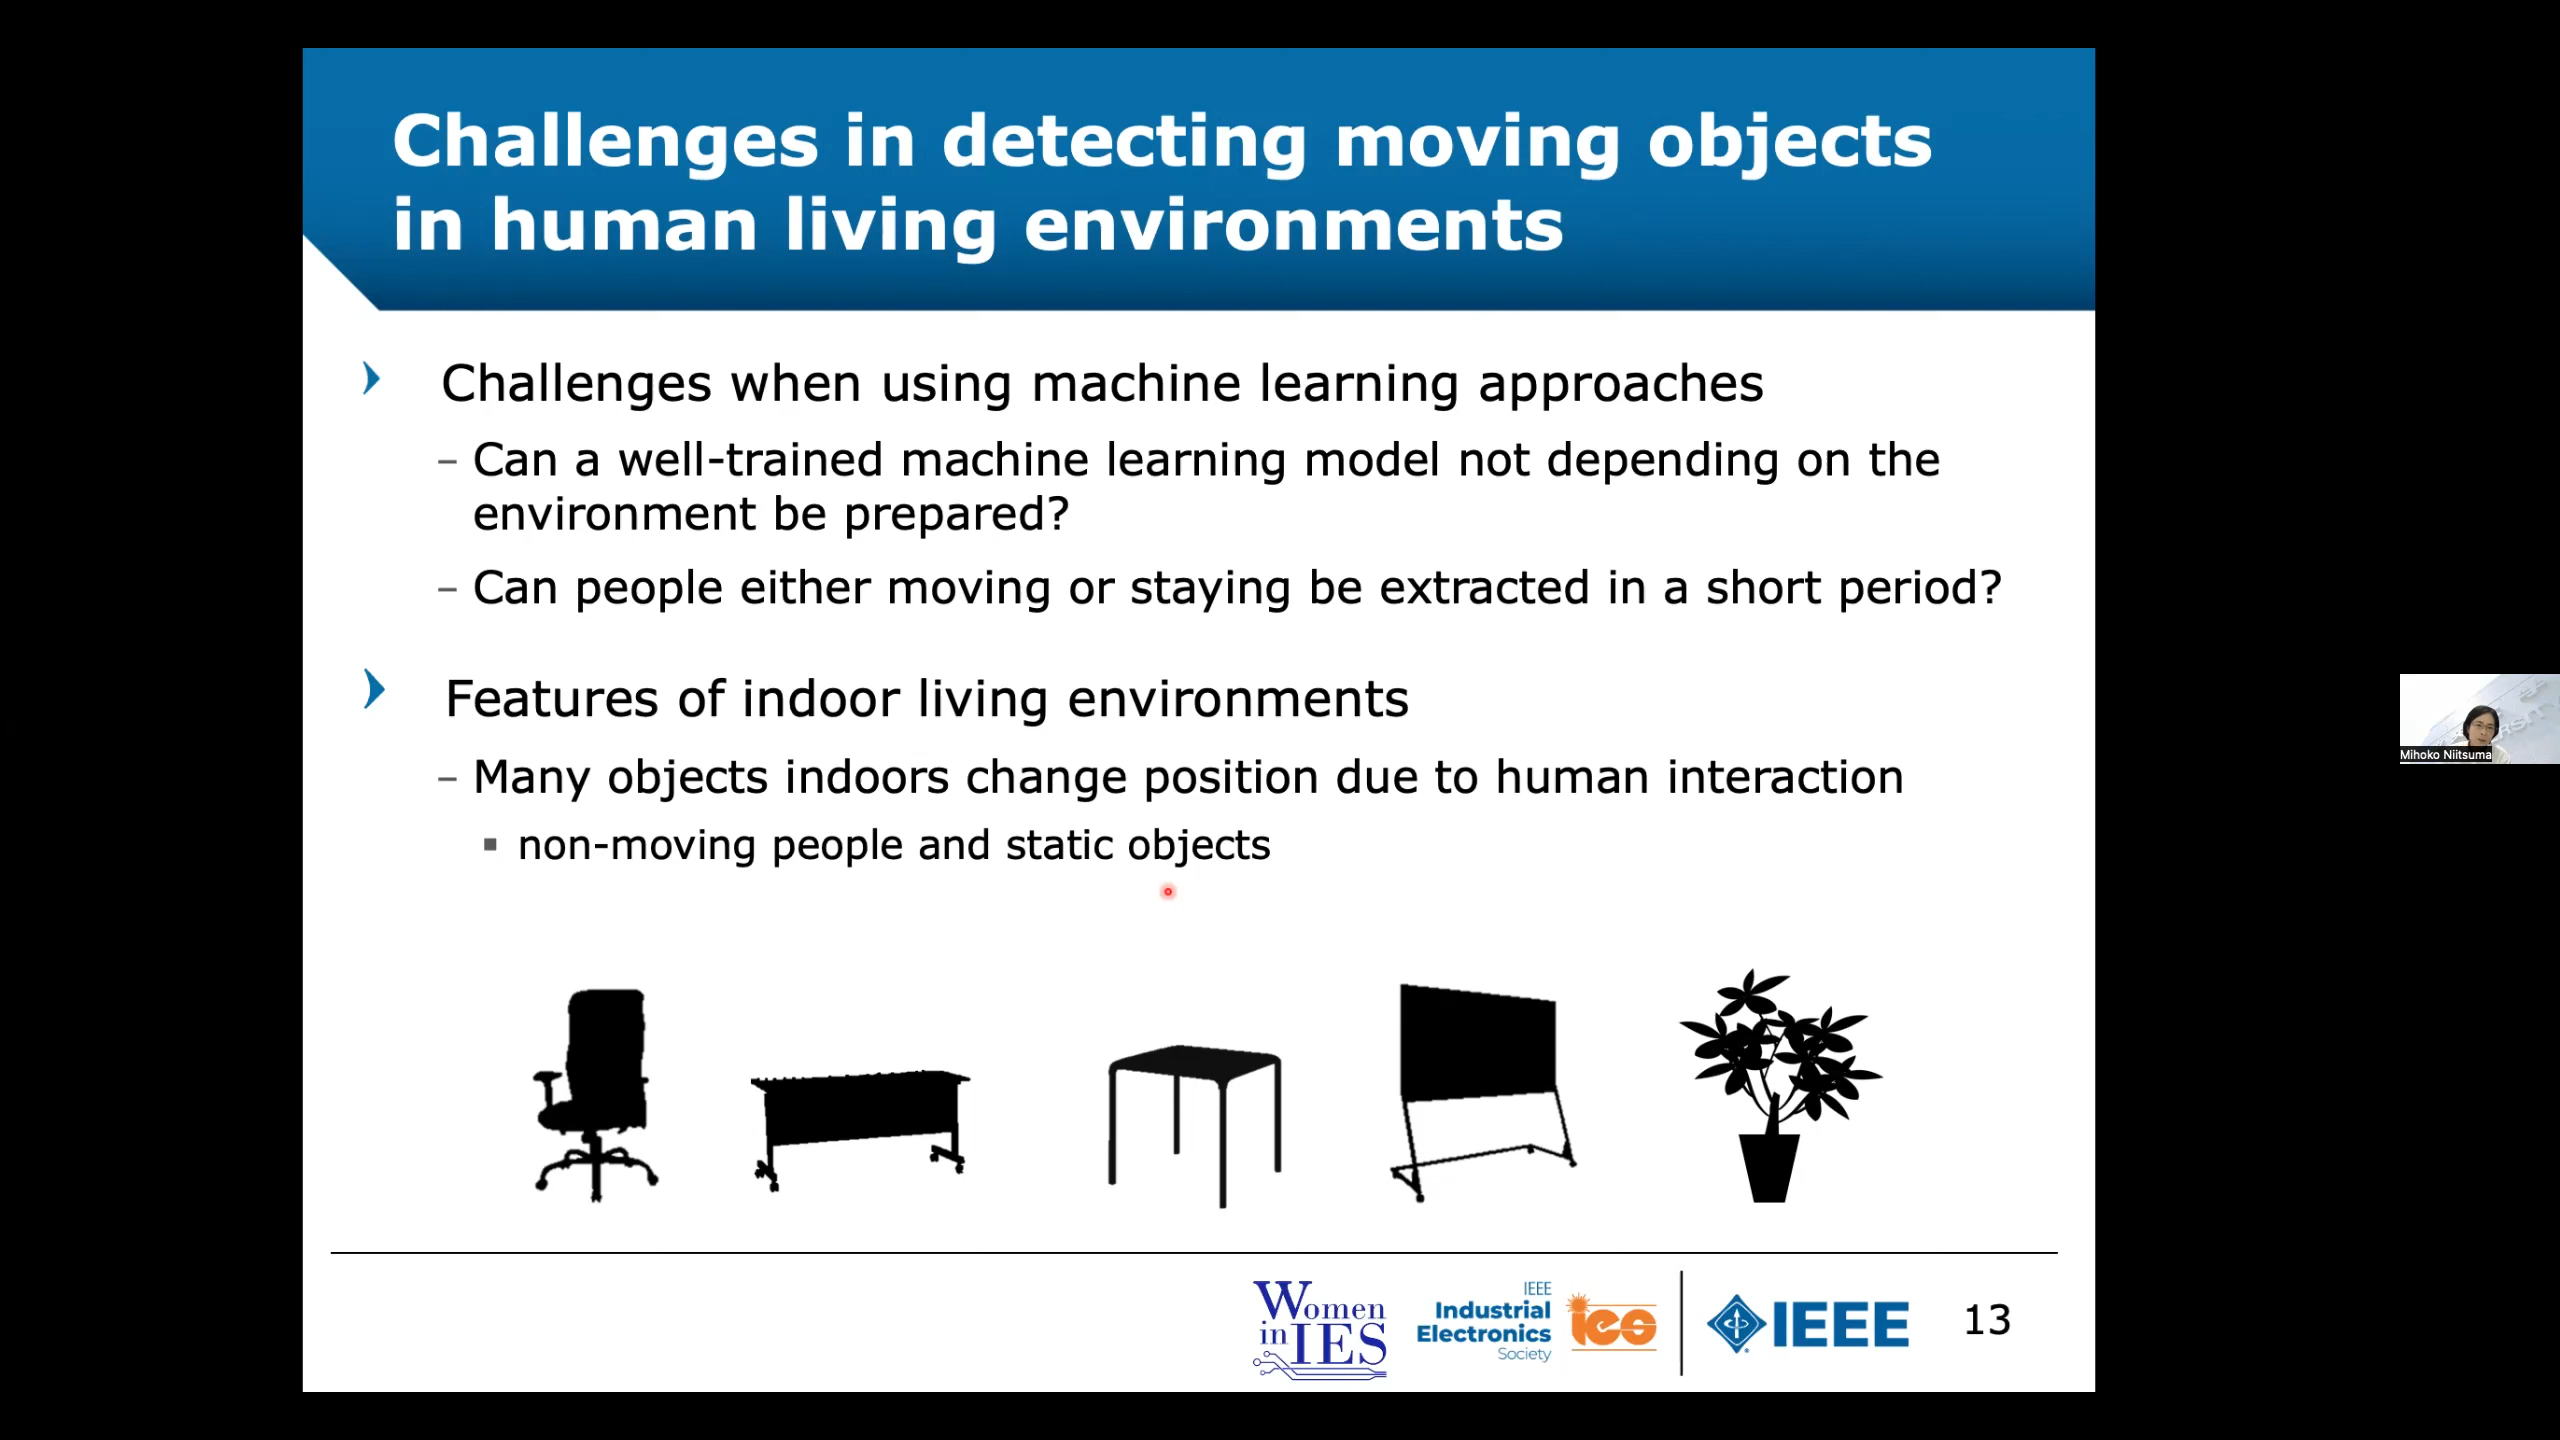 Challenges in detecting moving objects
in human living environments
Challenges when using machine learning approaches
– Can a well-trained machine learning model not depending on the
environment be prepared?
– Can people either moving or staying be extracted in a short period?
Features of indoor living environments
– Many objects indoors change position due to human interaction
▪ non-moving people and static objects
Mihoko Niitsuma
Women
in IES
IEEE
Industrial
Electronics
Society
ies
IEEE
13